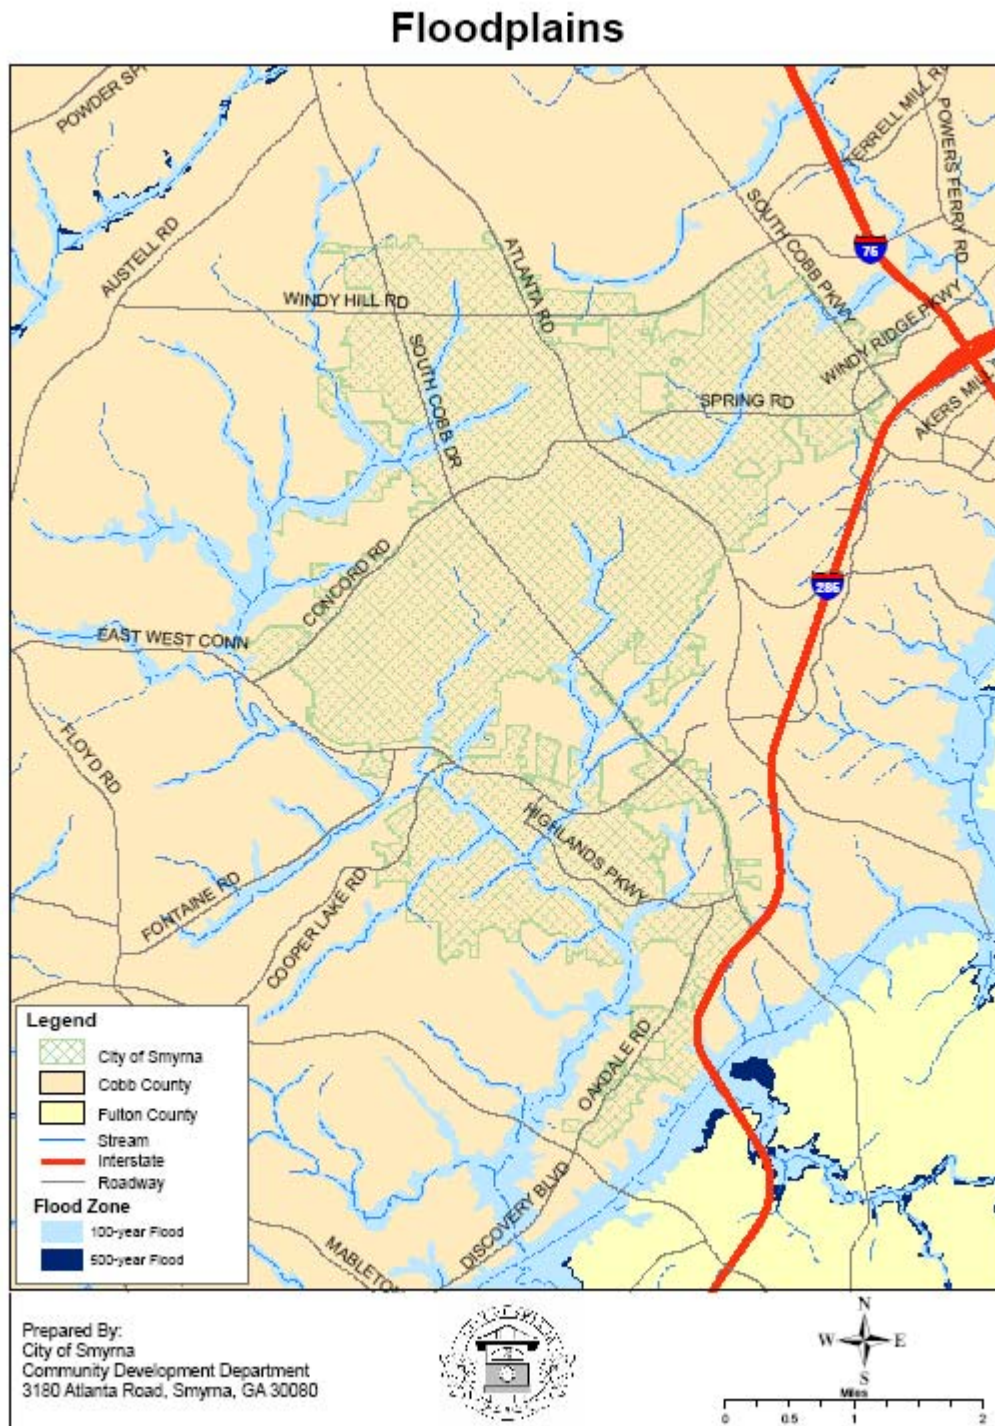 Floodplains
POWDER SP
TERRELL MILL RD
POWERS FERRY RD
AUSTELL RD
ATLANTA RD
SOUTH COBB PKWY
75
WINDY HILL RD
WINDY RIDGE PKWY
SOUTH COBB DR
SPRING RD
AKERS MILL
CONCORD RD
285
EAST WEST CONN
FLOYD RD
HIGHLANDS PKWY
FONTAINE RD
COOPER LAKE RD
OAKDALE RD
DISCOVERY BLVD
MABLETON
Legend
City of Smyrna
Cobb County
Fulton County
Stream
Interstate
Roadway
Flood Zone
100-year Flood
500-year Flood
Prepared By:
City of Smyrna
Community Development Department
3180 Atlanta Road, Smyrna, GA 30080
N
W E
S
Miles
0 0.5 1 2